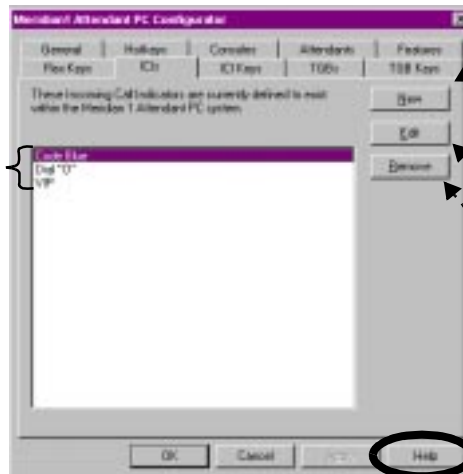 Meridian1 Attendant PC Configurator
General Hotkeys Consoles Attendants Features
Flex Keys ICIs ICI Keys TGBs TGB Keys
These Incoming Call Indicators are currently defined to exist
within the Meridian 1 Attendant PC system.
New
Edit
Remove
Code Blue
Dial "0"
VIP
OK Cancel Help